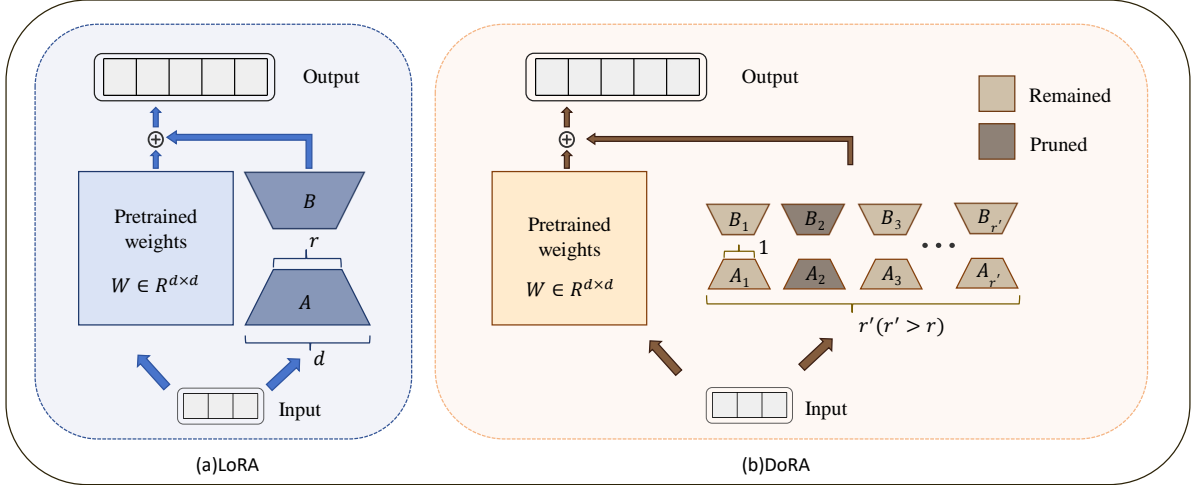 Output
⊕
Pretrained
weights
W ∈ R^{d×d}
B
r
A
d
Input
(a)LoRA
Output
Remained
Pruned
⊕
Pretrained
weights
W ∈ R^{d×d}
B_1 B_2 B_3 B_{r′}
1 •••
A_1 A_2 A_3 A_{r′}
r′(r′ > r)
Input
(b)DoRA